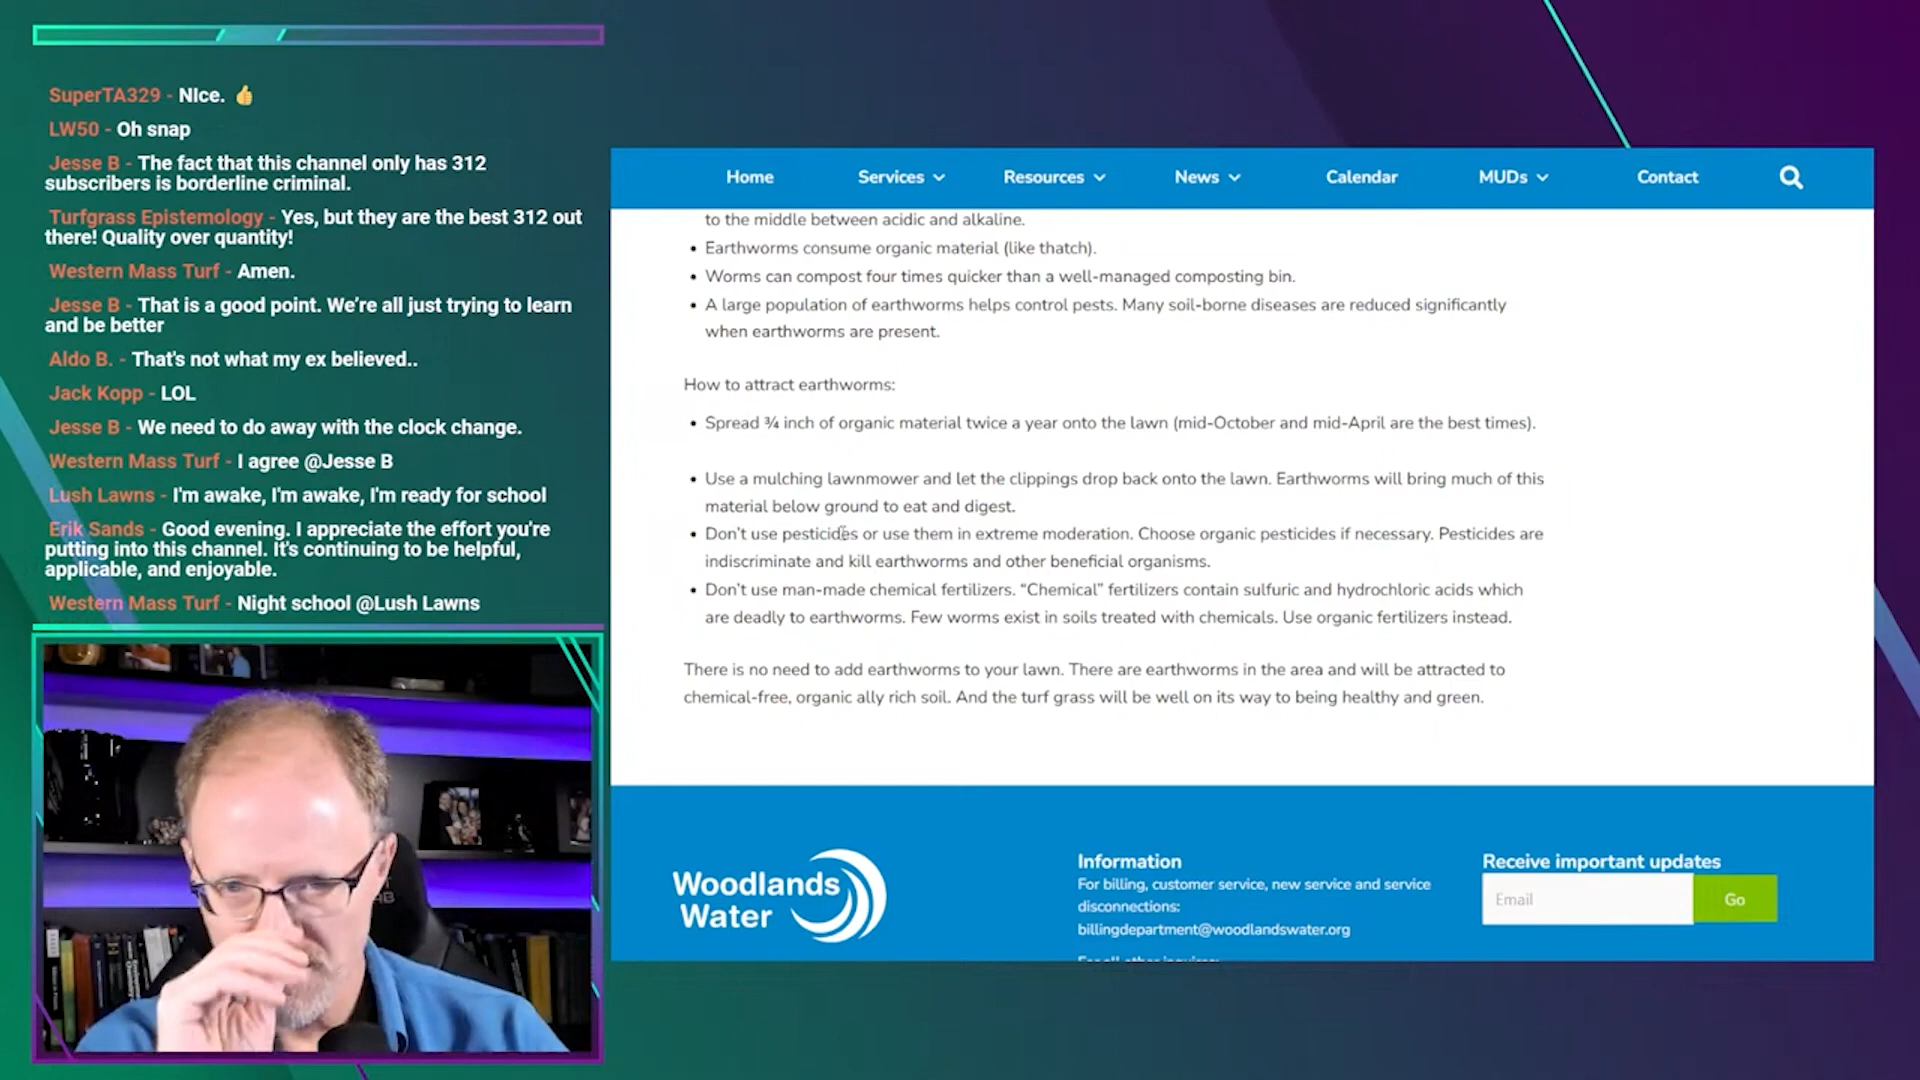 SuperTA329 - NIce. 👍
LW50 - Oh snap
Jesse B - The fact that this channel only has 312
subscribers is borderline criminal.
Turfgrass Epistemology - Yes, but they are the best 312 out
there! Quality over quantity!
Western Mass Turf - Amen.
Jesse B - That is a good point. We’re all just trying to learn
and be better
Aldo B. - That's not what my ex believed..
Jack Kopp - LOL
Jesse B - We need to do away with the clock change.
Western Mass Turf - I agree @Jesse B
Lush Lawns - I'm awake, I'm awake, I'm ready for school
Erik Sands - Good evening. I appreciate the effort you're
putting into this channel. It's continuing to be helpful,
applicable, and enjoyable.
Western Mass Turf - Night school @Lush Lawns
Home Services Resources News Calendar MUDs Contact
to the middle between acidic and alkaline.
• Earthworms consume organic material (like thatch).
• Worms can compost four times quicker than a well-managed composting bin.
• A large population of earthworms helps control pests. Many soil-borne diseases are reduced significantly
when earthworms are present.
How to attract earthworms:
• Spread ¾ inch of organic material twice a year onto the lawn (mid-October and mid-April are the best times).
• Use a mulching lawnmower and let the clippings drop back onto the lawn. Earthworms will bring much of this
material below ground to eat and digest.
• Don’t use pesticides or use them in extreme moderation. Choose organic pesticides if necessary. Pesticides are
indiscriminate and kill earthworms and other beneficial organisms.
• Don’t use man-made chemical fertilizers. “Chemical” fertilizers contain sulfuric and hydrochloric acids which
are deadly to earthworms. Few worms exist in soils treated with chemicals. Use organic fertilizers instead.
There is no need to add earthworms to your lawn. There are earthworms in the area and will be attracted to
chemical-free, organic ally rich soil. And the turf grass will be well on its way to being healthy and green.
Woodlands
Water
Information
For billing, customer service, new service and service
disconnections:
billingdepartment@woodlandswater.org
Receive important updates
Email
Go